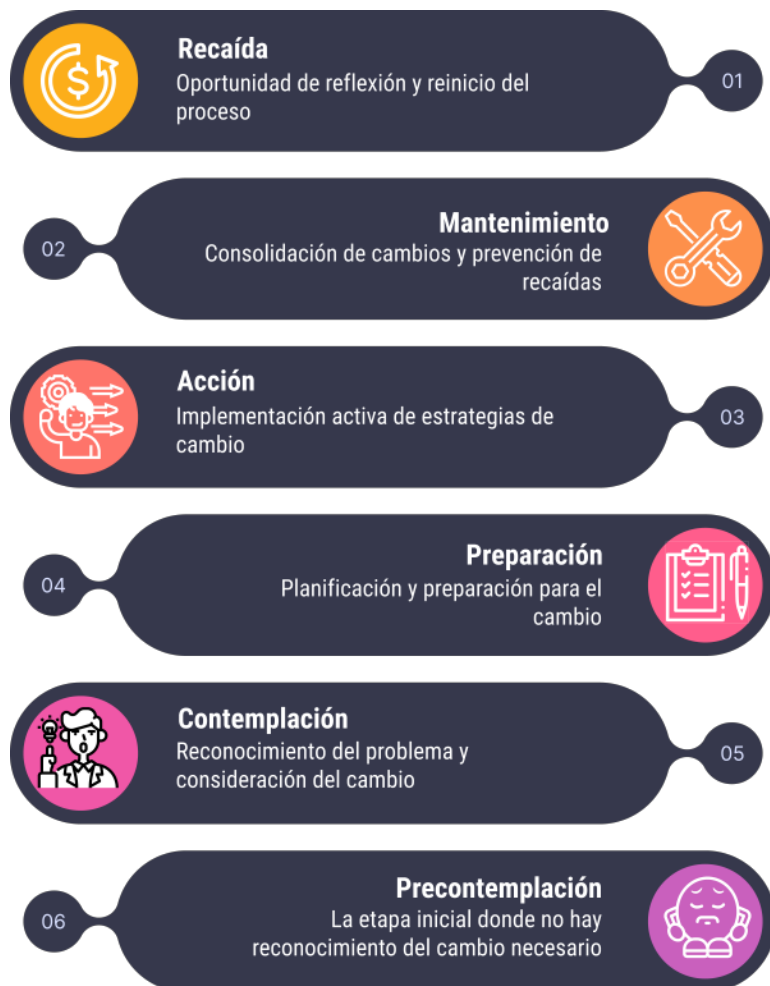 Recaída
Oportunidad de reflexión y reinicio del
proceso
01
Mantenimiento
02
Consolidación de cambios y prevención de
recaídas
Acción
Implementación activa de estrategias de
cambio
03
Preparación
04
Planificación y preparación para el
cambio
Contemplación
Reconocimiento del problema y
consideración del cambio
05
Precontemplación
06
La etapa inicial donde no hay
reconocimiento del cambio necesario